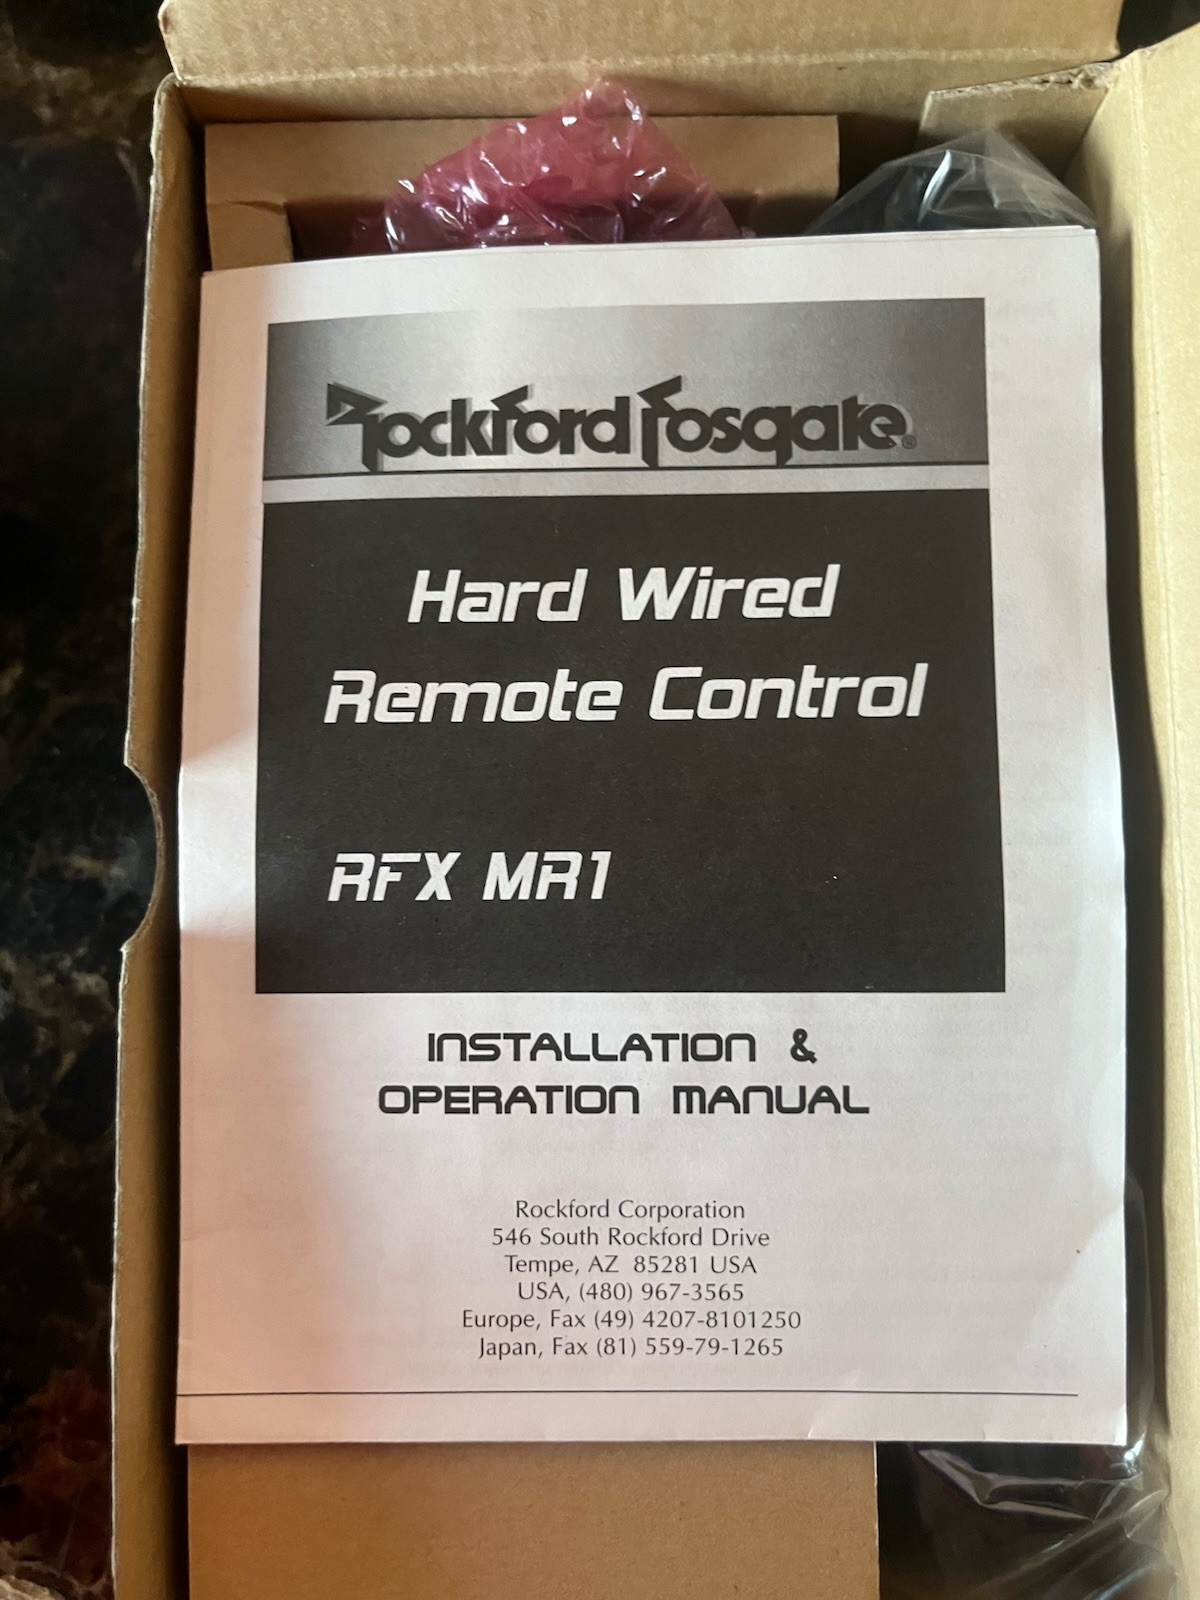 Rockford Fosgate®
Hard Wired
Remote Control
RFX MR1
INSTALLATION &
OPERATION MANUAL
Rockford Corporation
546 South Rockford Drive
Tempe, AZ 85281 USA
USA, (480) 967-3565
Europe, Fax (49) 4207-8101250
Japan, Fax (81) 559-79-1265